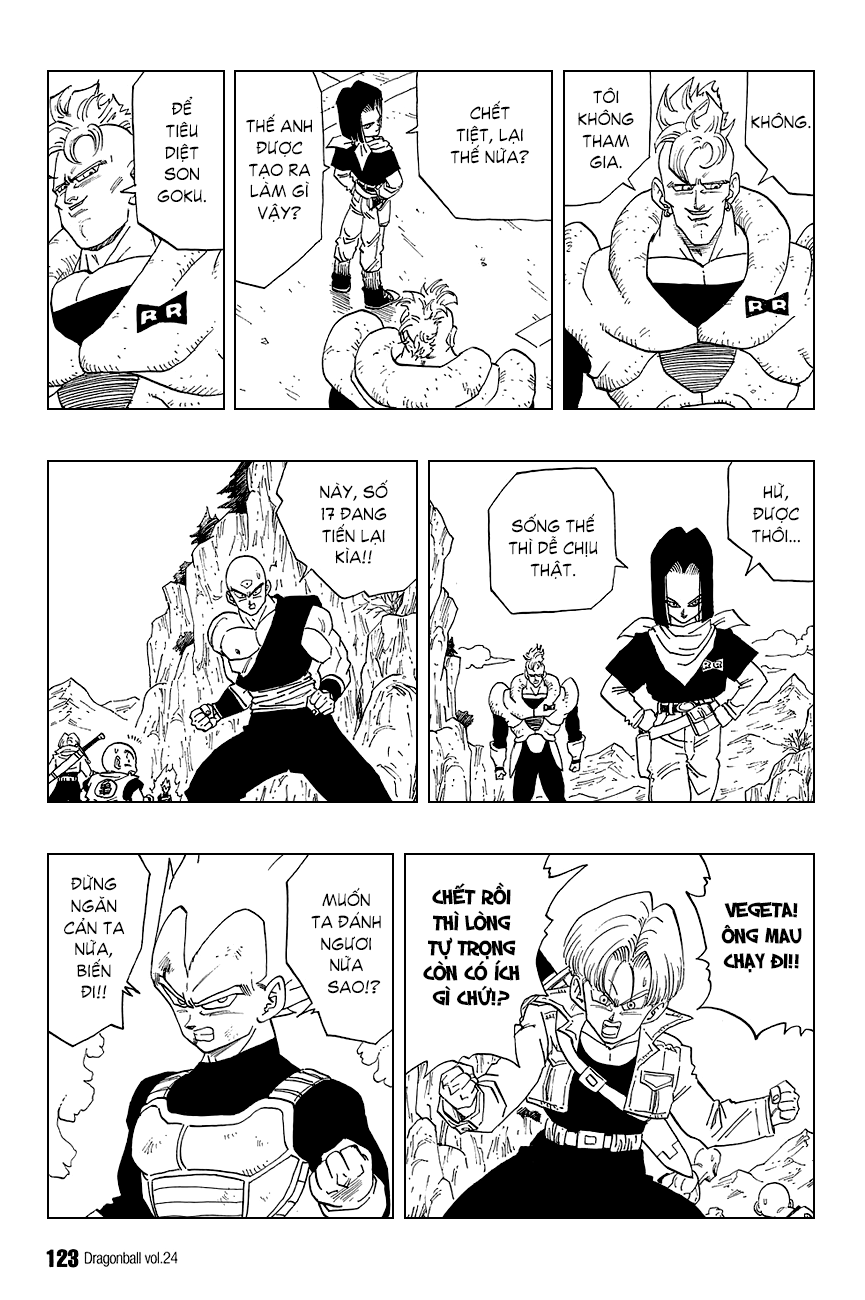 KHÔNG.
TÔI
KHÔNG
THAM
GIA.
RR
CHẾT
TIỆT, LẠI
THẾ NỮA?
THẾ ANH
ĐƯỢC
TẠO RA
LÀM GÌ
VẬY?
ĐỂ
TIÊU
DIỆT
SON
GOKU.
RR
HỪ,
ĐƯỢC
THÔI...
SỐNG THẾ
THÌ DỄ CHỊU
THẬT.
RR
NÀY, SỐ
17 ĐANG
TIẾN LẠI
KÌA!!
VEGETA!
ÔNG MAU
CHẠY ĐI!!
CHẾT RỒI
THÌ LÒNG
TỰ TRỌNG
CÒN CÓ ÍCH
GÌ CHỨ!?
MUỐN
TA ĐÁNH
NGƯƠI
NỮA
SAO!?
ĐỪNG
NGĂN
CẢN TA
NỮA,
BIẾN
ĐI!!
123 Dragonball vol.24